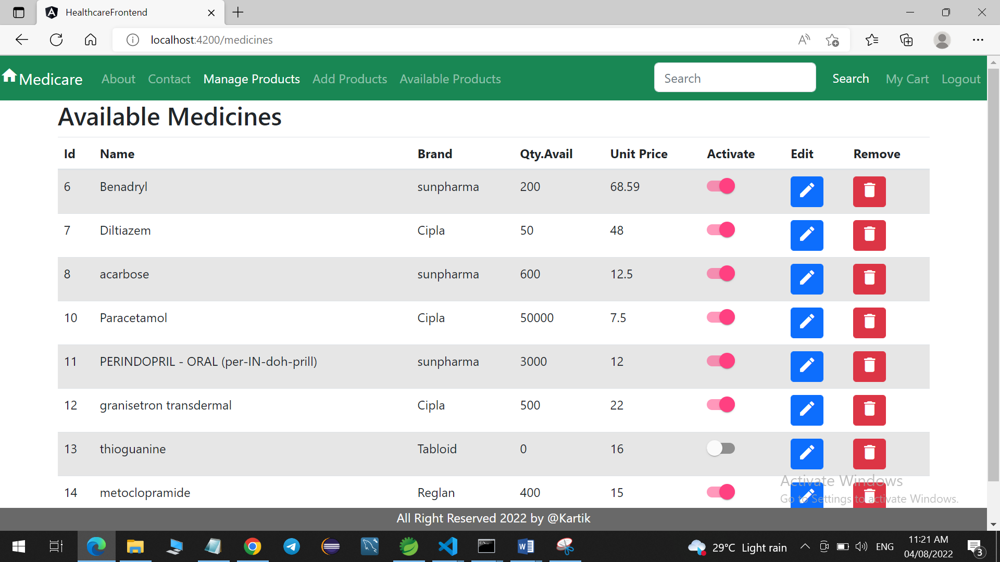 HealthcareFrontend
localhost:4200/medicines
Medicare About Contact Manage Products Add Products Available Products Search Search My Cart Logout
Available Medicines
Id Name Brand Qty.Avail Unit Price Activate Edit Remove
6 Benadryl sunpharma 200 68.59
7 Diltiazem Cipla 50 48
8 acarbose sunpharma 600 12.5
10 Paracetamol Cipla 50000 7.5
11 PERINDOPRIL - ORAL (per-IN-doh-prill) sunpharma 3000 12
12 granisetron transdermal Cipla 500 22
13 thioguanine Tabloid 0 16
Activate Windows
14 metoclopramide Reglan 400 15
Go to Settings to activate Windows.
All Right Reserved 2022 by @Kartik
29°C Light rain ENG 11:21 AM
04/08/2022 3